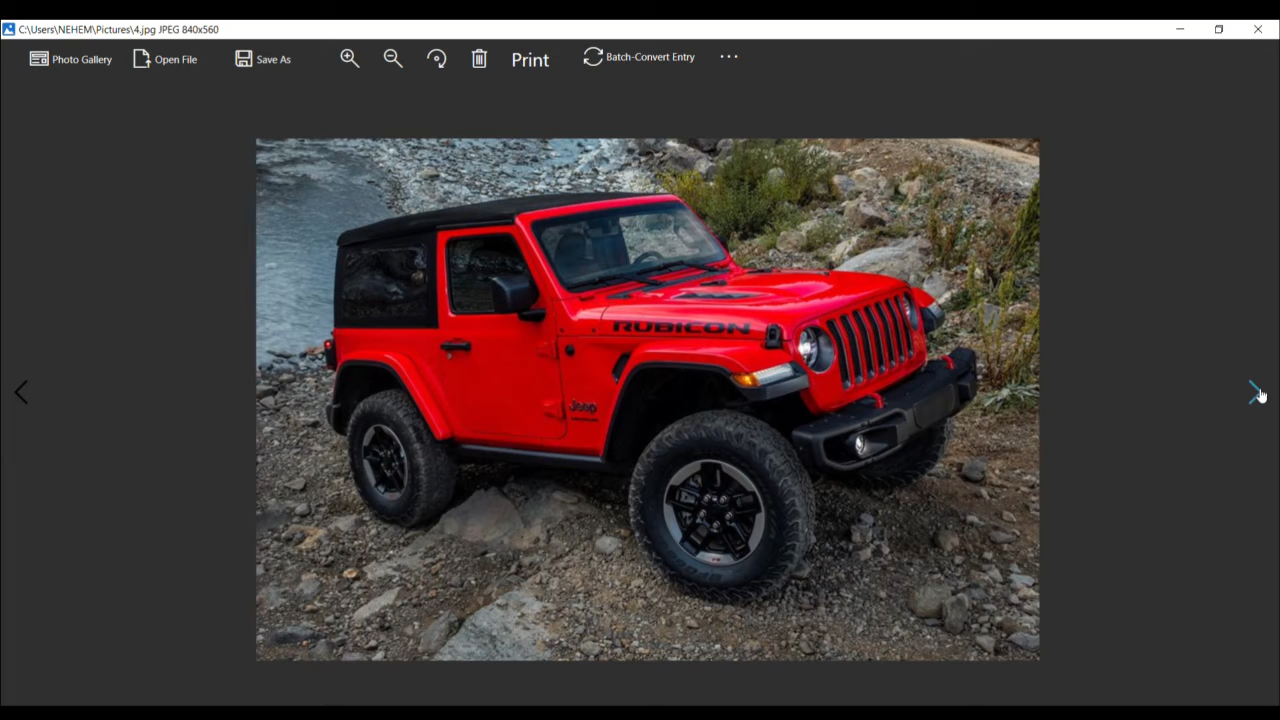 C:\Users\NEHEM\Pictures\4.jpg JPEG 840x560
Photo Gallery Open File Save As Print Batch-Convert Entry ...
RUBICON
Jeep